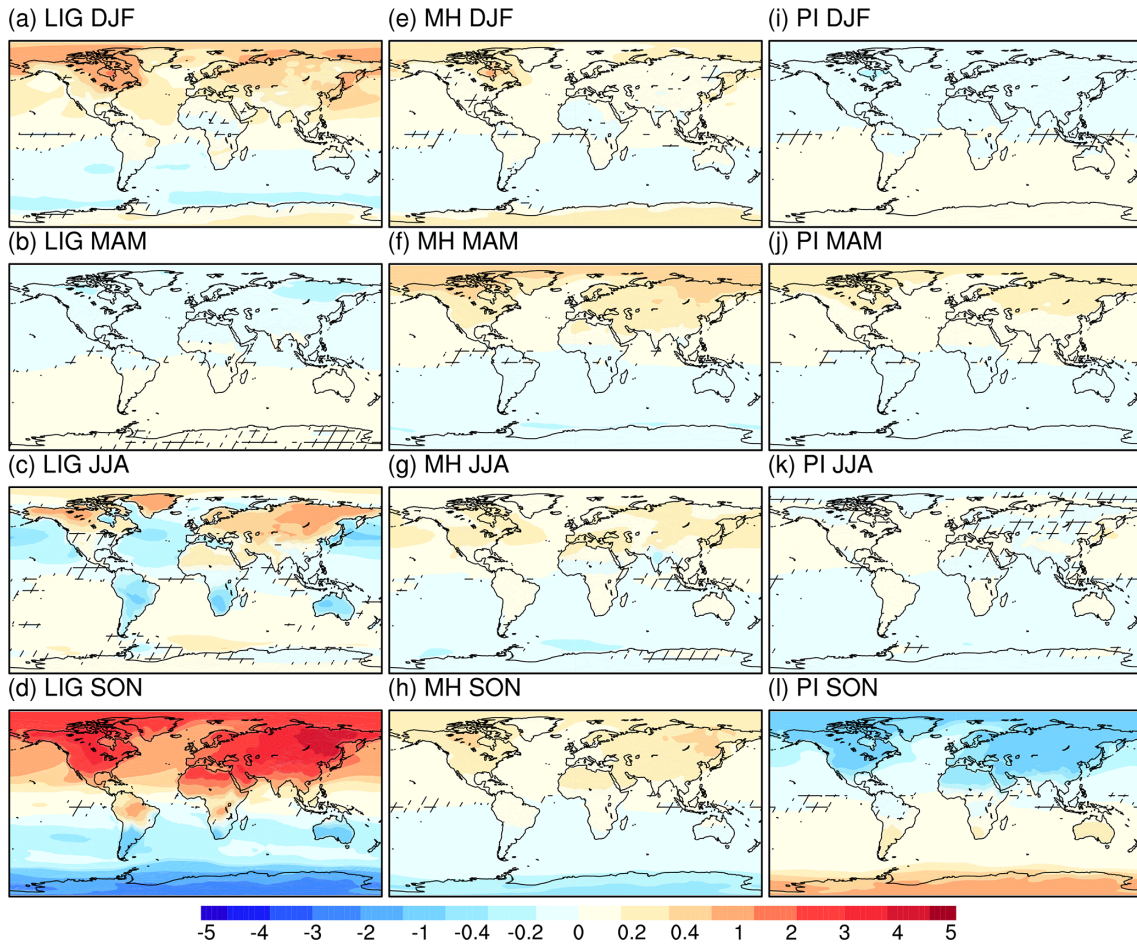 (a) LIG DJF
(e) MH DJF
(i) PI DJF
(b) LIG MAM
(f) MH MAM
(j) PI MAM
(c) LIG JJA
(g) MH JJA
(k) PI JJA
(d) LIG SON
(h) MH SON
(l) PI SON
-5 -3 -2 -1 -0.4 -0.2 0 0.2 0.4 1 2 3 4 5